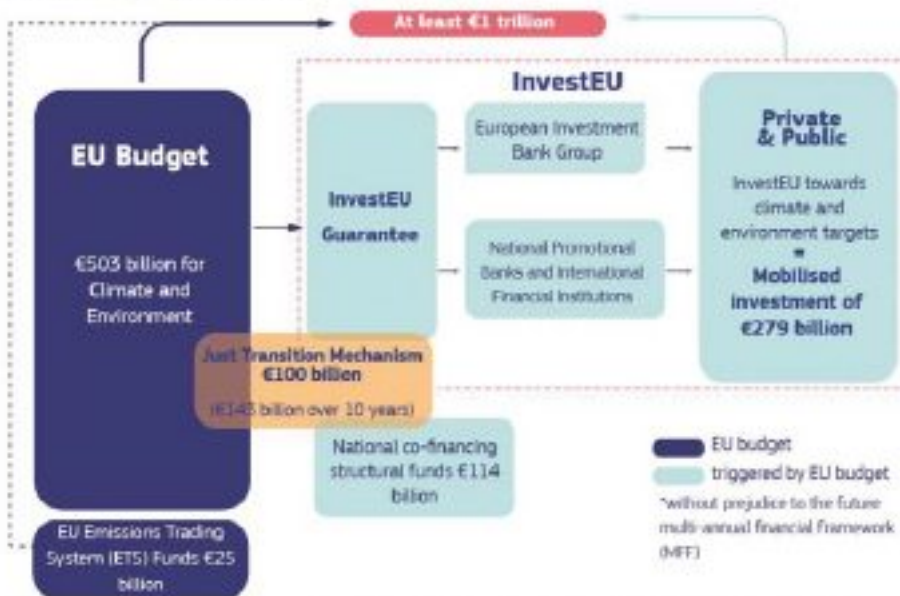 At least €1 trillion
EU Budget
€503 billion for
Climate and
Environment
InvestEU
InvestEU
Guarantee
European Investment
Bank Group
National Promotional
Banks and International
Financial Institutions
Private
& Public
InvestEU towards
climate and
environment targets
=
Mobilised
investment of
€279 billion
Just Transition Mechanism
€100 billion
(€143 billion over 10 years)
National co-financing
structural funds €114
billion
EU Emissions Trading
System (ETS) Funds €25
billion
EU budget
triggered by EU budget
*without prejudice to the future
multi-annual financial framework
(MFF)